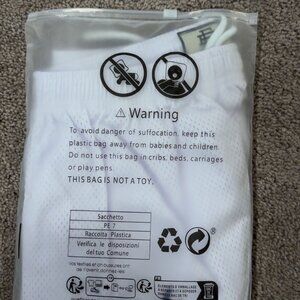 ⚠ Warning
To avoid danger of suffocation, keep this
plastic bag away from babies and children.
Do not use this bag in cribs, beds, carriages
or play pens.
THIS BAG IS NOT A TOY.
Sacchetto
PE 7
Raccolta Plastica
Verifica le disposizioni
del tuo Comune